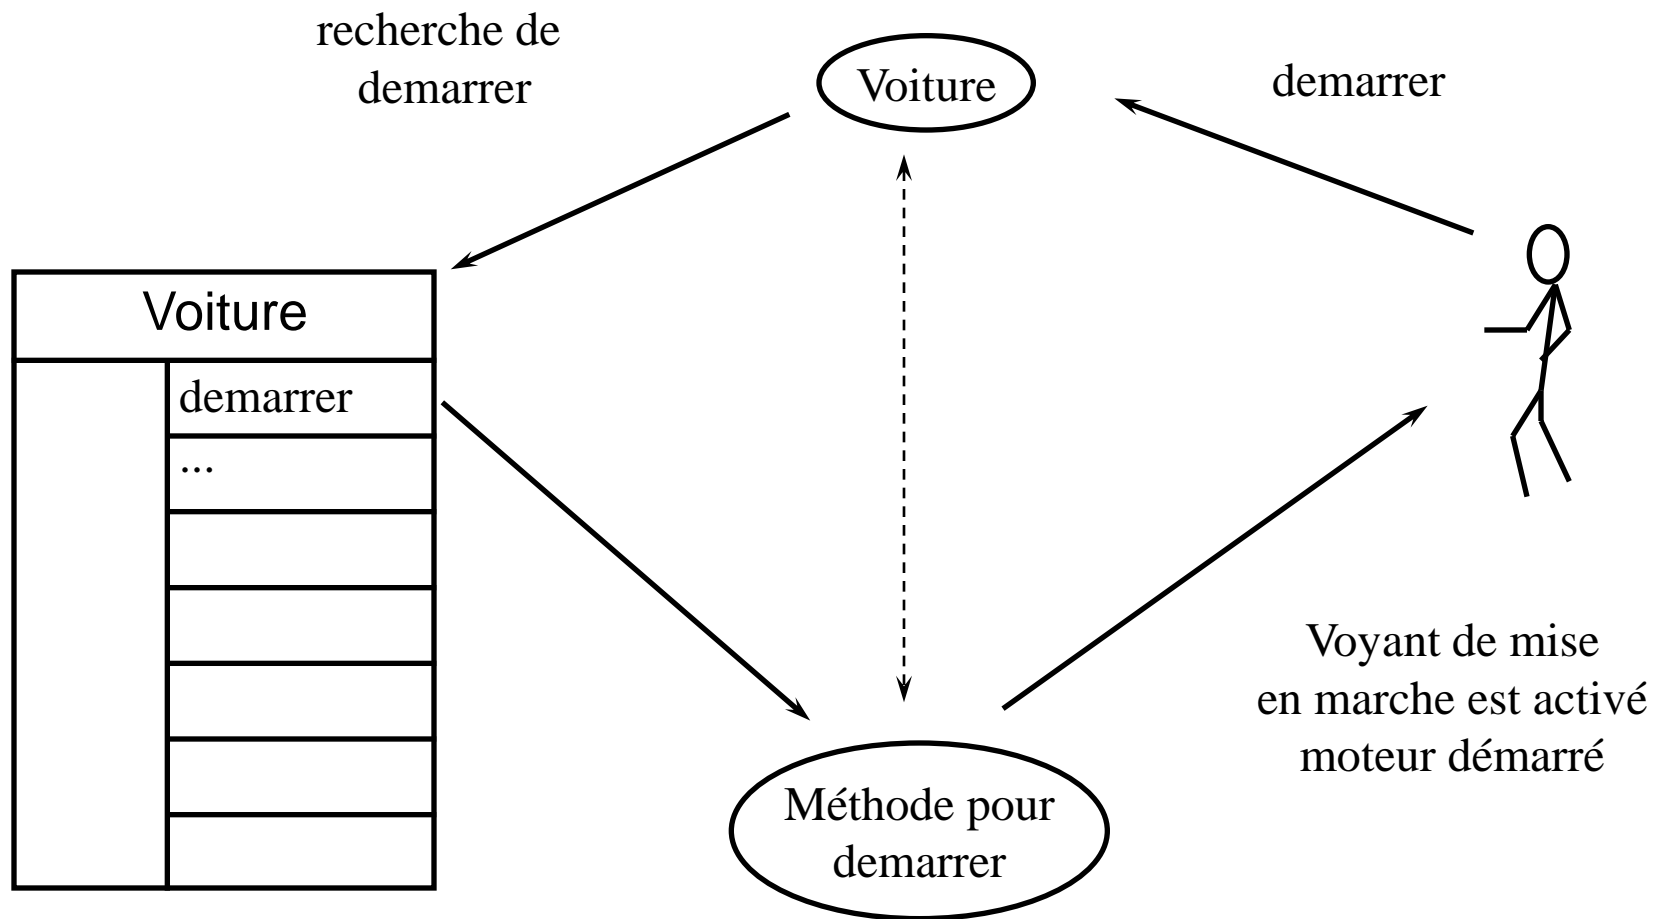 recherche de
demarrer
Voiture
demarrer
Voiture
demarrer
...
Voyant de mise
en marche est activé
moteur démarré
Méthode pour
demarrer